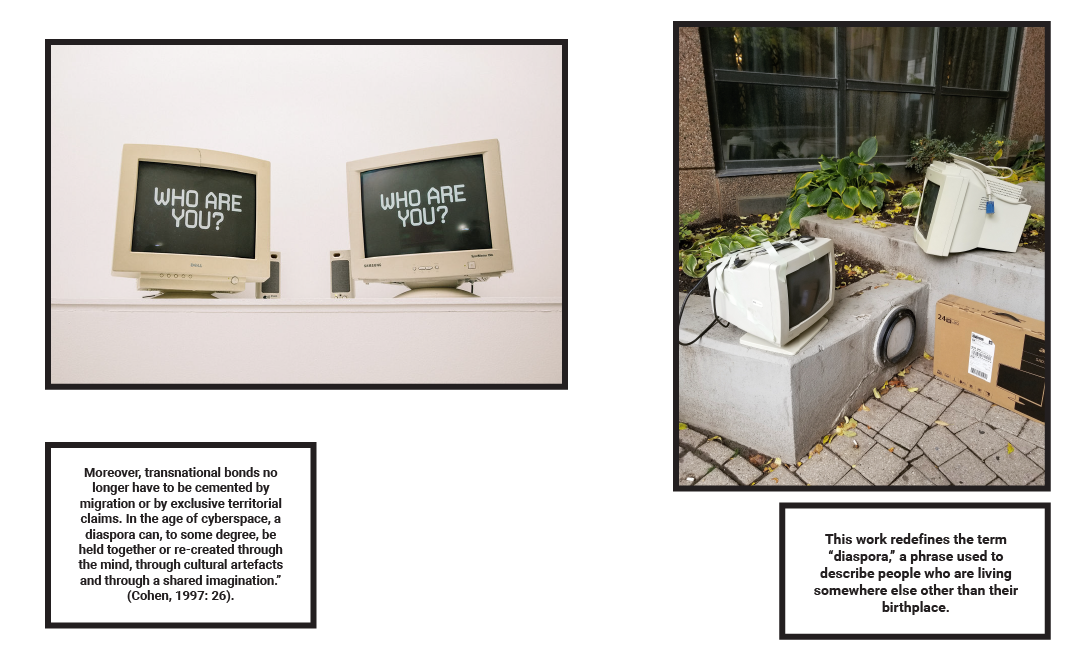 WHO ARE
YOU?
WHO ARE
YOU?
SAMSUNG
24
Moreover, transnational bonds no
longer have to be cemented by
migration or by exclusive territorial
claims. In the age of cyberspace, a
diaspora can, to some degree, be
held together or re-created through
the mind, through cultural artefacts
and through a shared imagination.”
(Cohen, 1997: 26).
This work redefines the term
“diaspora,” a phrase used to
describe people who are living
somewhere else other than their
birthplace.